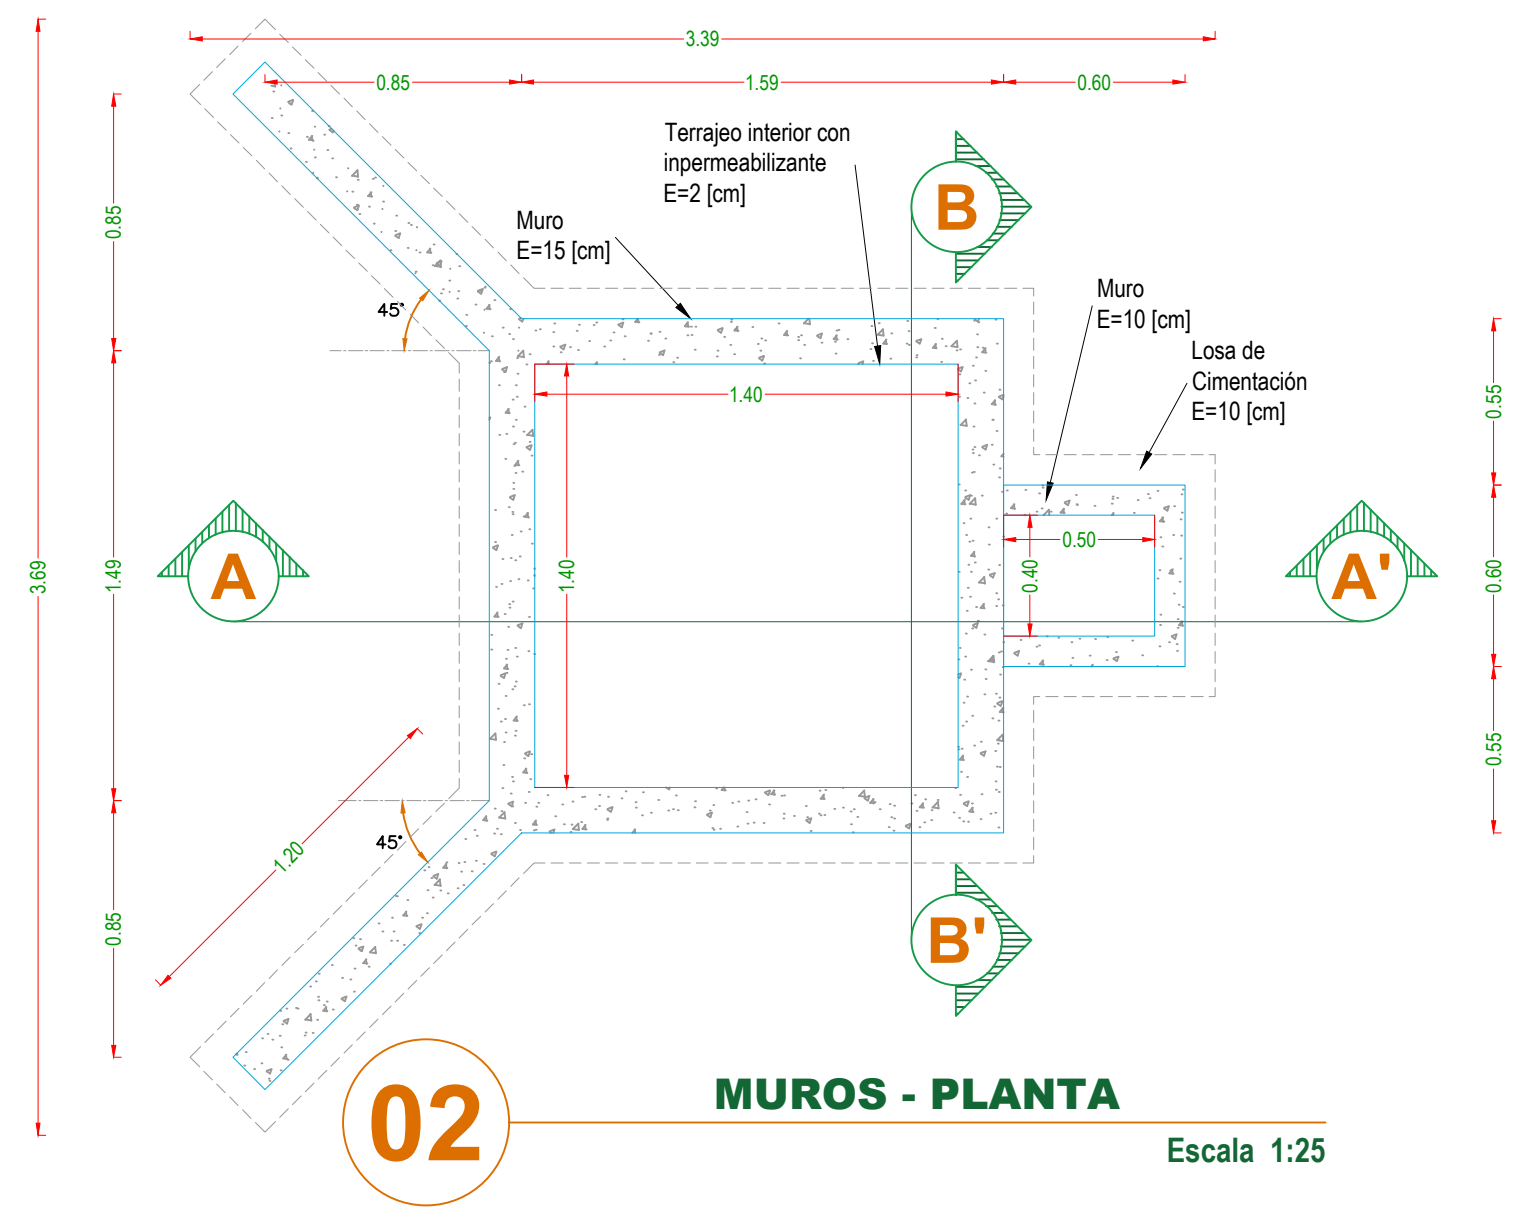 3.39
0.85
1.59
0.60
Terrajeo interior con
inpermeabilizante
E=2 [cm]
B
Muro
E=15 [cm]
0.85
45°
Muro
E=10 [cm]
Losa de
Cimentación
E=10 [cm]
1.40
0.55
0.50
A
A'
3.69
1.49
1.40
0.40
0.60
0.55
45°
1.20
0.85
B'
02
MUROS - PLANTA
Escala 1:25